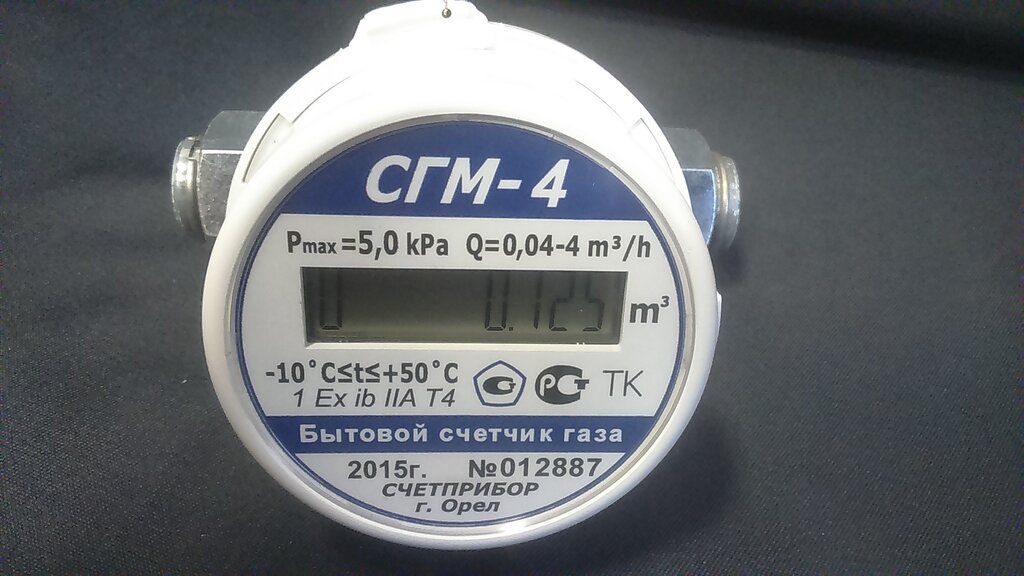 СГМ-4
Pmax=5,0 kPa Q=0,04-4 m³/h
0 0.125 m³
-10°C≤t≤+50°C
1 Ex ib IIA T4
РСТ ТК
Бытовой счетчик газа
2015г. №012887
СЧЕТПРИБОР
г. Орел